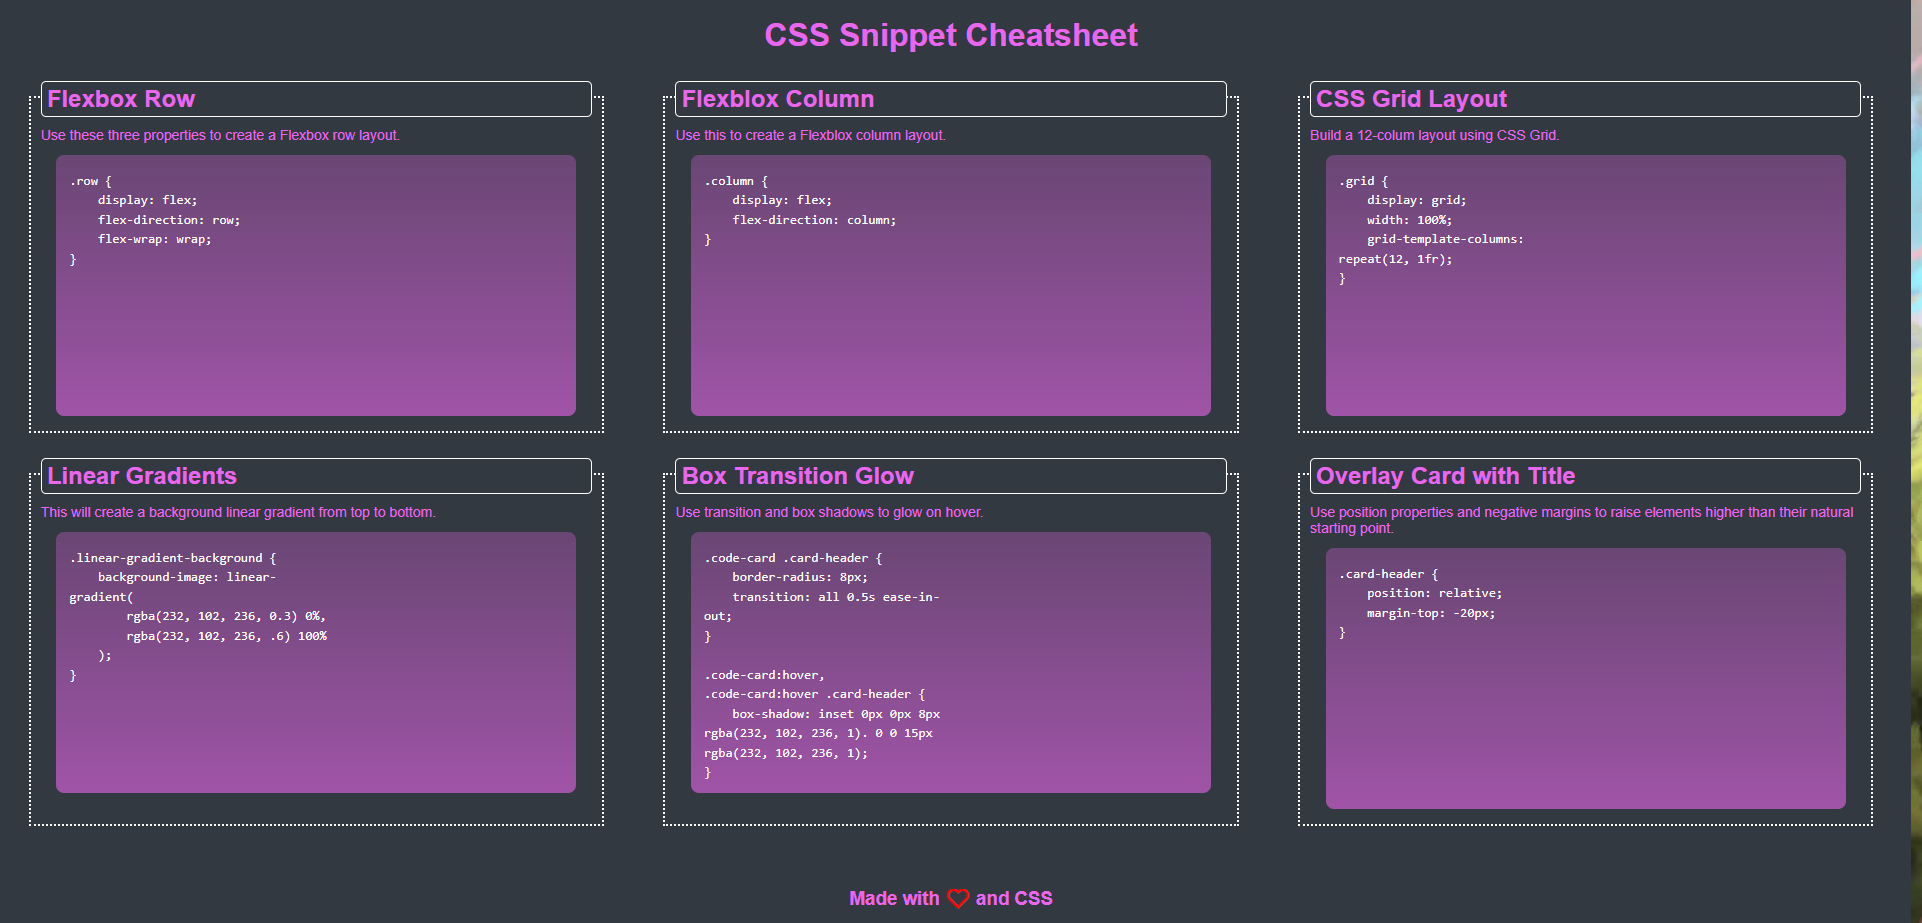 CSS Snippet Cheatsheet
Flexbox Row
Use these three properties to create a Flexbox row layout.
.row {
    display: flex;
    flex-direction: row;
    flex-wrap: wrap;
}
Flexblox Column
Use this to create a Flexblox column layout.
.column {
    display: flex;
    flex-direction: column;
}
CSS Grid Layout
Build a 12-colum layout using CSS Grid.
.grid {
    display: grid;
    width: 100%;
    grid-template-columns:
repeat(12, 1fr);
}
Linear Gradients
This will create a background linear gradient from top to bottom.
.linear-gradient-background {
    background-image: linear-
gradient(
        rgba(232, 102, 236, 0.3) 0%,
        rgba(232, 102, 236, .6) 100%
    );
}
Box Transition Glow
Use transition and box shadows to glow on hover.
.code-card .card-header {
    border-radius: 8px;
    transition: all 0.5s ease-in-
out;
}
.code-card:hover,
.code-card:hover .card-header {
    box-shadow: inset 0px 0px 8px
rgba(232, 102, 236, 1). 0 0 15px
rgba(232, 102, 236, 1);
}
Overlay Card with Title
Use position properties and negative margins to raise elements higher than their natural
starting point.
.card-header {
    position: relative;
    margin-top: -20px;
}
Made with and CSS